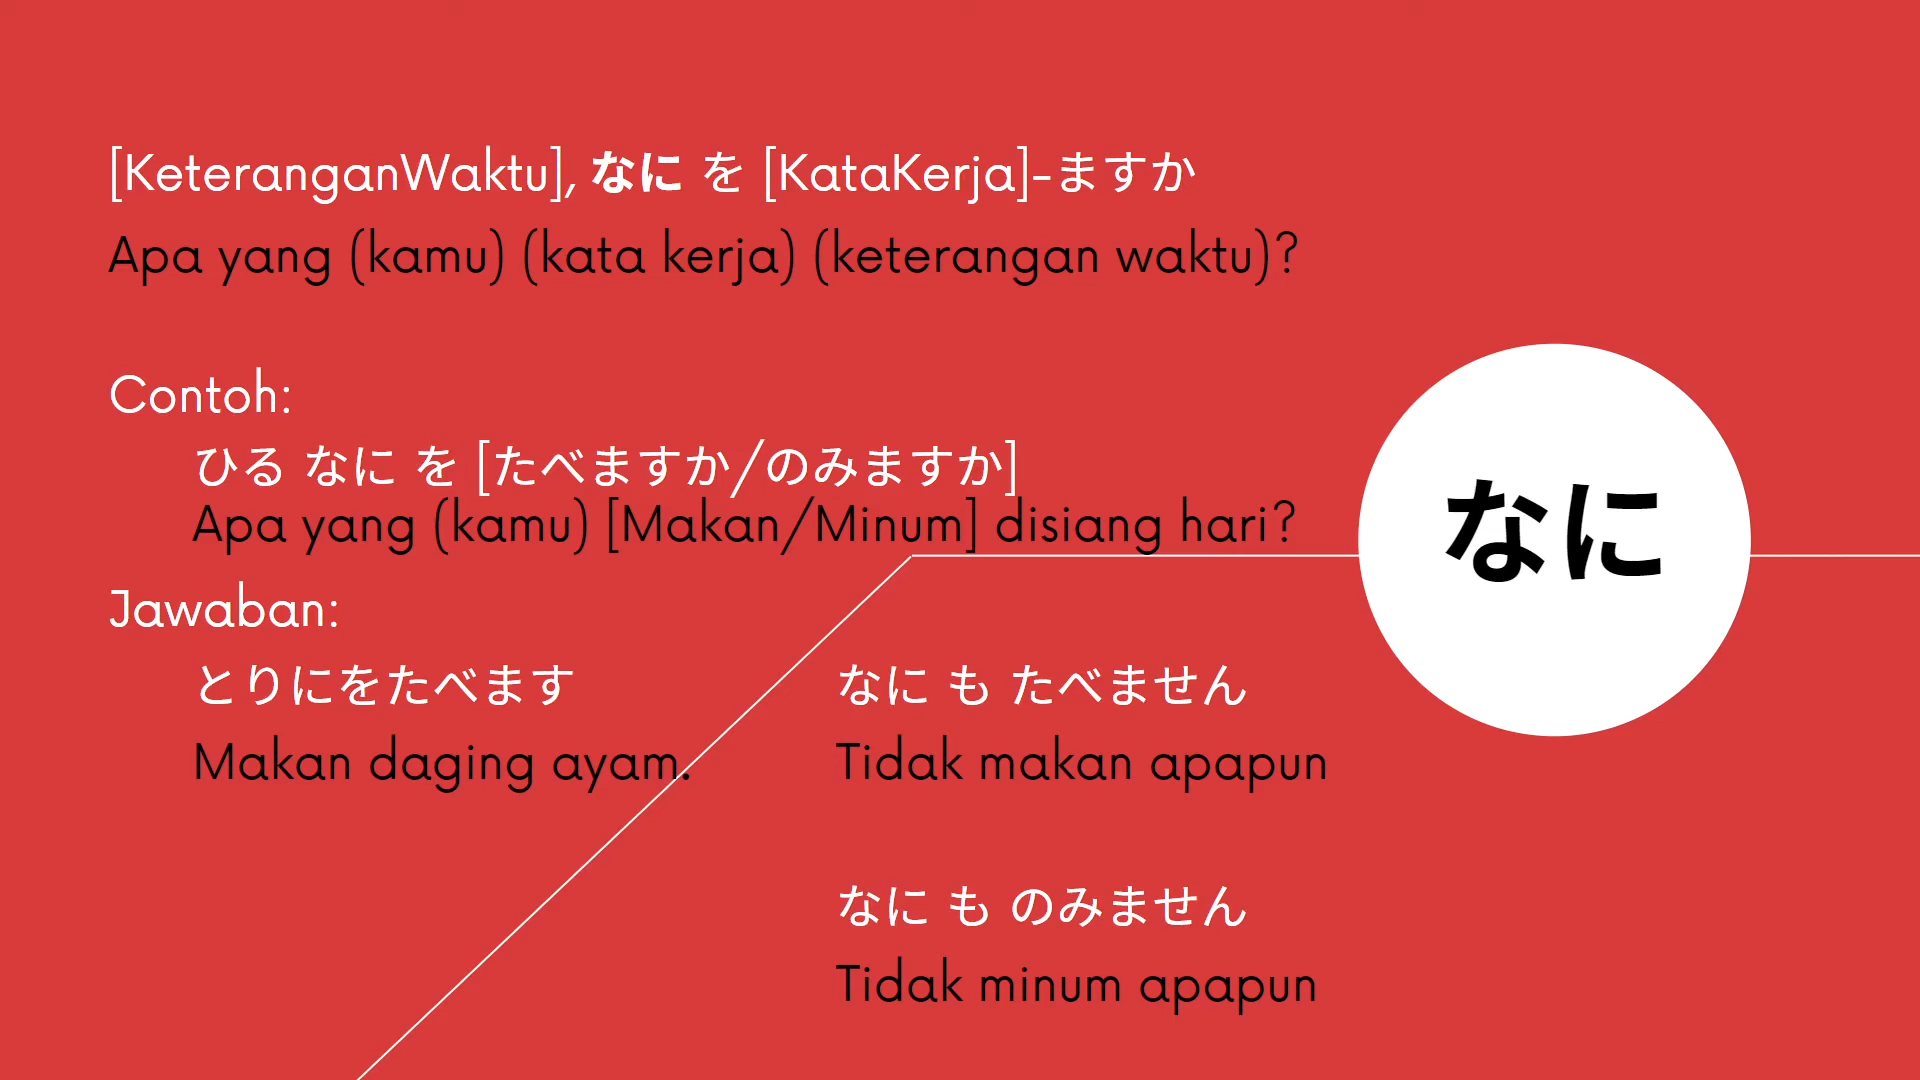 [KeteranganWaktu], なに を [KataKerja]-ますか
Apa yang (kamu) (kata kerja) (keterangan waktu)?
Contoh:
ひる なに を [たべますか/のみますか]
Apa yang (kamu) [Makan/Minum] disiang hari?
Jawaban:
とりにをたべます
Makan daging ayam.
なに も たべません
Tidak makan apapun
なに も のみません
Tidak minum apapun
なに